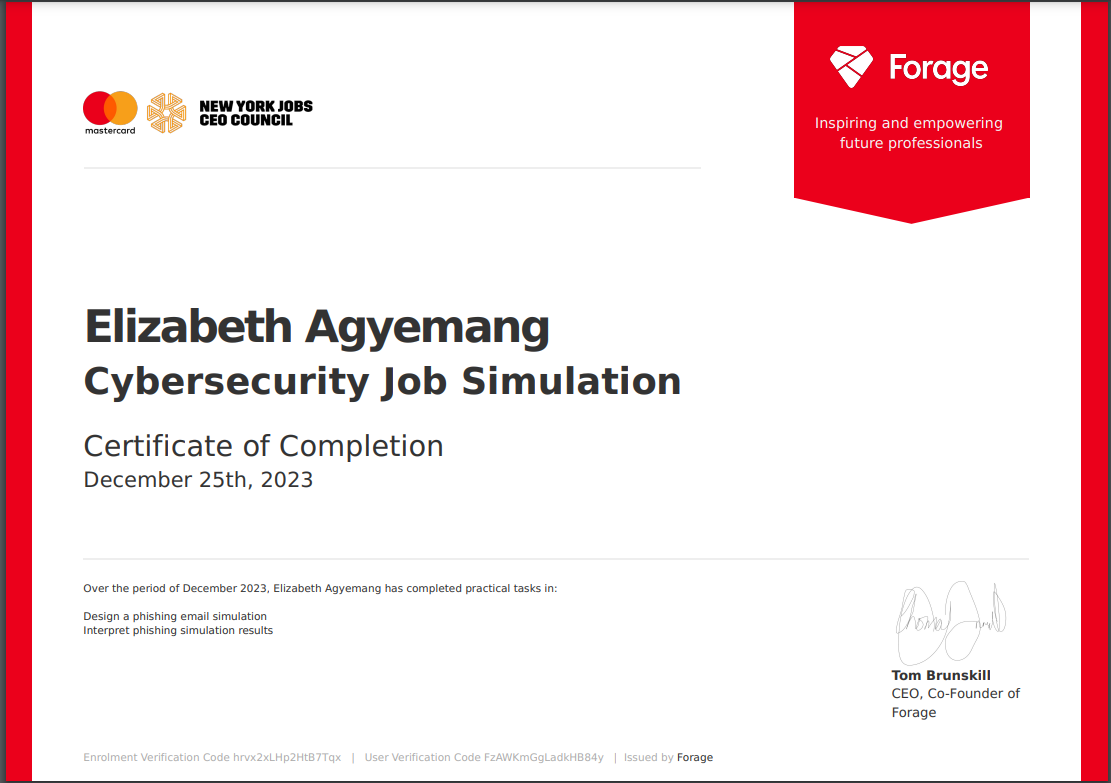 mastercard
NEW YORK JOBS
CEO COUNCIL
Forage
Inspiring and empowering
future professionals
Elizabeth Agyemang
Cybersecurity Job Simulation
Certificate of Completion
December 25th, 2023
Over the period of December 2023, Elizabeth Agyemang has completed practical tasks in:
Design a phishing email simulation
Interpret phishing simulation results
Tom Brunskill
CEO, Co-Founder of
Forage
Enrolment Verification Code hrvx2xLHp2HtB7Tqx | User Verification Code FzAWKmGgLadkHB84y | Issued by Forage